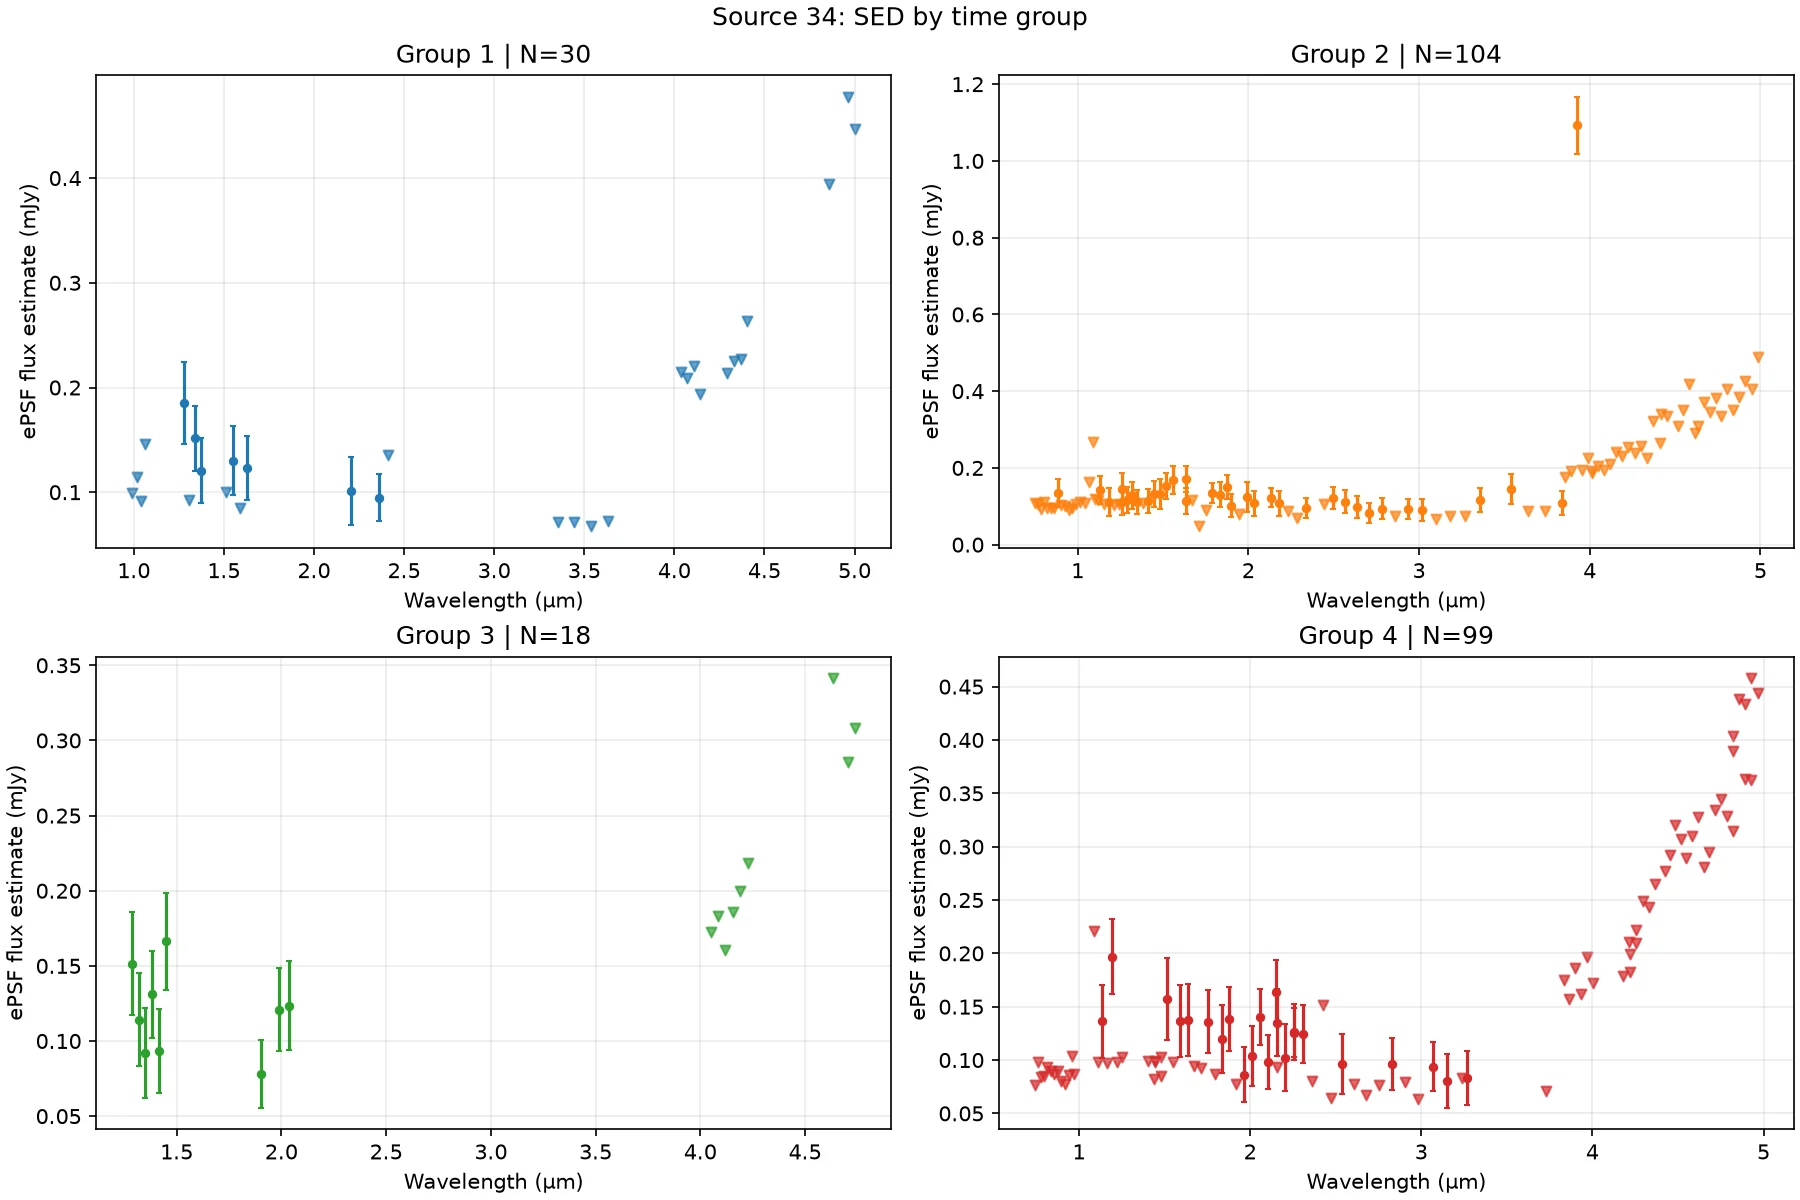 Source 34: SED by time group
Group 1 | N=30
ePSF flux estimate (mJy)
0.4
0.3
0.2
0.1
1.0 1.5 2.0 2.5 3.0 3.5 4.0 4.5 5.0
Wavelength (μm)
Group 2 | N=104
ePSF flux estimate (mJy)
1.2
1.0
0.8
0.6
0.4
0.2
0.0
1 2 3 4 5
Wavelength (μm)
Group 3 | N=18
ePSF flux estimate (mJy)
0.35
0.30
0.25
0.20
0.15
0.10
0.05
1.5 2.0 2.5 3.0 3.5 4.0 4.5
Wavelength (μm)
Group 4 | N=99
ePSF flux estimate (mJy)
0.45
0.40
0.35
0.30
0.25
0.20
0.15
0.10
0.05
1 2 3 4 5
Wavelength (μm)